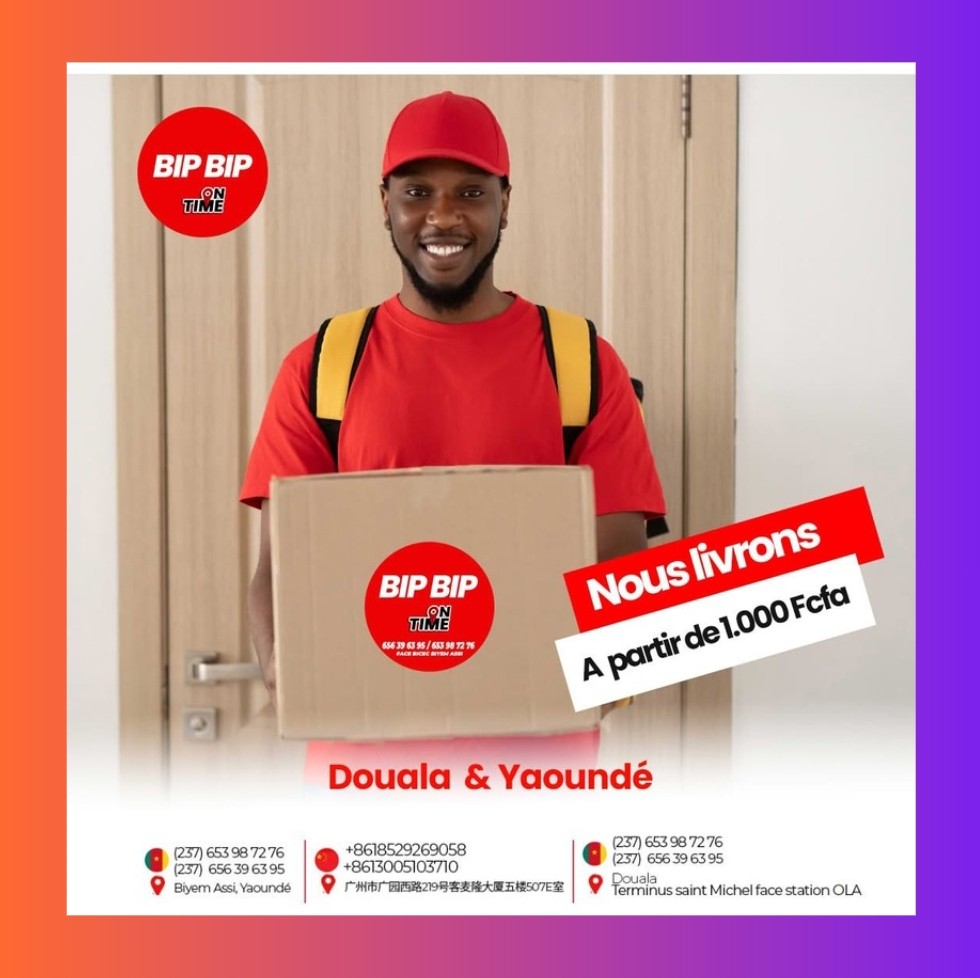 BIP BIP
ON
TIME
Nous livrons
A partir de 1.000 Fcfa
BIP BIP
ON
TIME
656 39 63 95 / 653 98 72 76
FACE BICEC BIYEM ASSI
Douala & Yaoundé
(237) 653 98 72 76
(237) 656 39 63 95
Biyem Assi, Yaoundé
+8618529269058
+8613005103710
广州市广园西路219号客麦隆大厦五楼507E室
(237) 653 98 72 76
(237) 656 39 63 95
Douala
Terminus saint Michel face station OLA